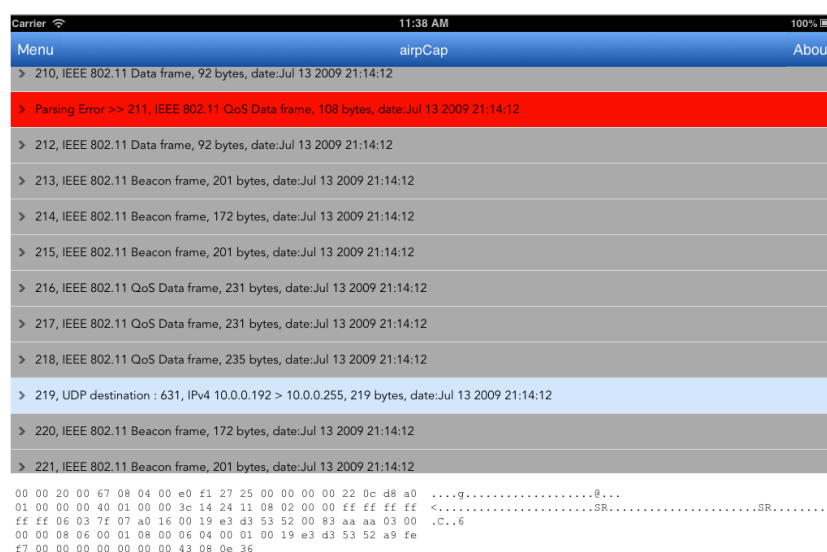 Carrier 11:38 AM 100%
Menu airpCap Abou
210, IEEE 802.11 Data frame, 92 bytes, date:Jul 13 2009 21:14:12
Parsing Error >> 211, IEEE 802.11 QoS Data frame, 108 bytes, date:Jul 13 2009 21:14:12
212, IEEE 802.11 Data frame, 92 bytes, date:Jul 13 2009 21:14:12
213, IEEE 802.11 Beacon frame, 201 bytes, date:Jul 13 2009 21:14:12
214, IEEE 802.11 Beacon frame, 172 bytes, date:Jul 13 2009 21:14:12
215, IEEE 802.11 Beacon frame, 201 bytes, date:Jul 13 2009 21:14:12
216, IEEE 802.11 QoS Data frame, 231 bytes, date:Jul 13 2009 21:14:12
217, IEEE 802.11 QoS Data frame, 231 bytes, date:Jul 13 2009 21:14:12
218, IEEE 802.11 QoS Data frame, 235 bytes, date:Jul 13 2009 21:14:12
219, UDP destination : 631, IPv4 10.0.0.192 > 10.0.0.255, 219 bytes, date:Jul 13 2009 21:14:12
220, IEEE 802.11 Beacon frame, 172 bytes, date:Jul 13 2009 21:14:12
221, IEEE 802.11 Beacon frame, 201 bytes, date:Jul 13 2009 21:14:12
00 00 20 00 67 08 04 00 e0 f1 27 25 00 00 00 00 22 0c d8 a0 ....g...................@...
01 00 00 00 40 01 00 00 3c 14 24 11 08 02 00 00 ff ff ff ff <.....................SR.....................SR........
ff ff 06 03 7f 07 a0 16 00 19 e3 d3 53 52 00 83 aa aa 03 00 .C..6
00 00 08 06 00 01 08 00 06 04 00 01 00 19 e3 d3 53 52 a9 fe
f7 00 00 00 00 00 00 00 43 08 0e 36